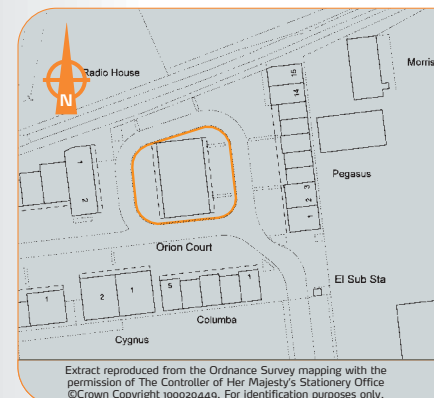 Radio House
Morris
N
15
14
4
2
Pegasus
3
2
1
Orion Court
El Sub Sta
1
2
1
5
1
Columba
Cygnus
Extract reproduced from the Ordnance Survey mapping with the
permission of The Controller of Her Majesty's Stationery Office
©Crown Copyright 100020449. For identification purposes only.